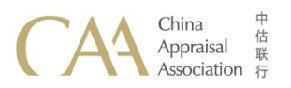 CAA
China
Appraisal
Association
中估联行